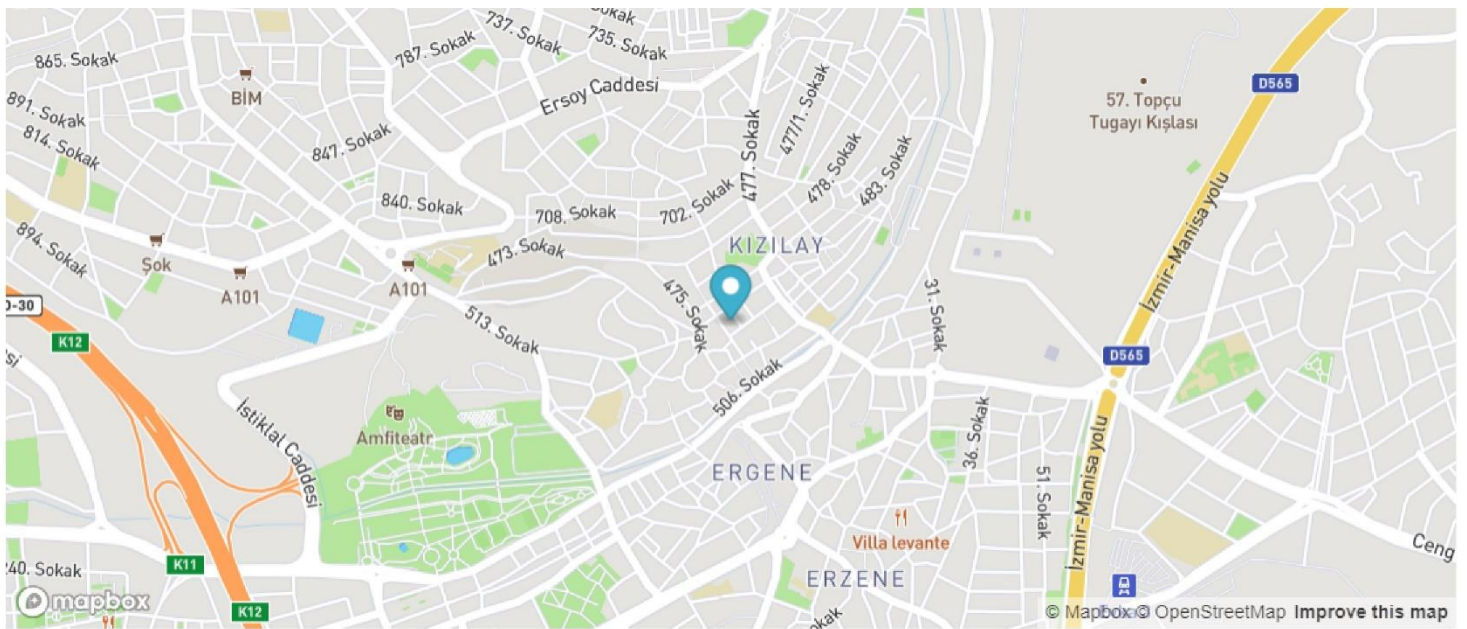 Sokak
737. Sokak
735. Sokak
787. Sokak
865. Sokak
BİM
Ersoy Caddesi
477/1. Sokak
57. Topçu
Tugayı Kışlası
D565
891. Sokak
814. Sokak
847. Sokak
477. Sokak
478. Sokak
483. Sokak
840. Sokak
708. Sokak
702. Sokak
İzmir-Manisa yolu
894. Sokak
Şok
473. Sokak
KIZILAY
A101
A101
475. Sokak
31. Sokak
K12
513. Sokak
D565
506. Sokak
İstiklal Caddesi
Amfiteatr
36. Sokak
ERGENE
51. Sokak
İzmir-Manisa yolu
Villa levante
K11
240. Sokak
ERZENE
Ceng
mapbox
K12
© Mapbox © OpenStreetMap Improve this map